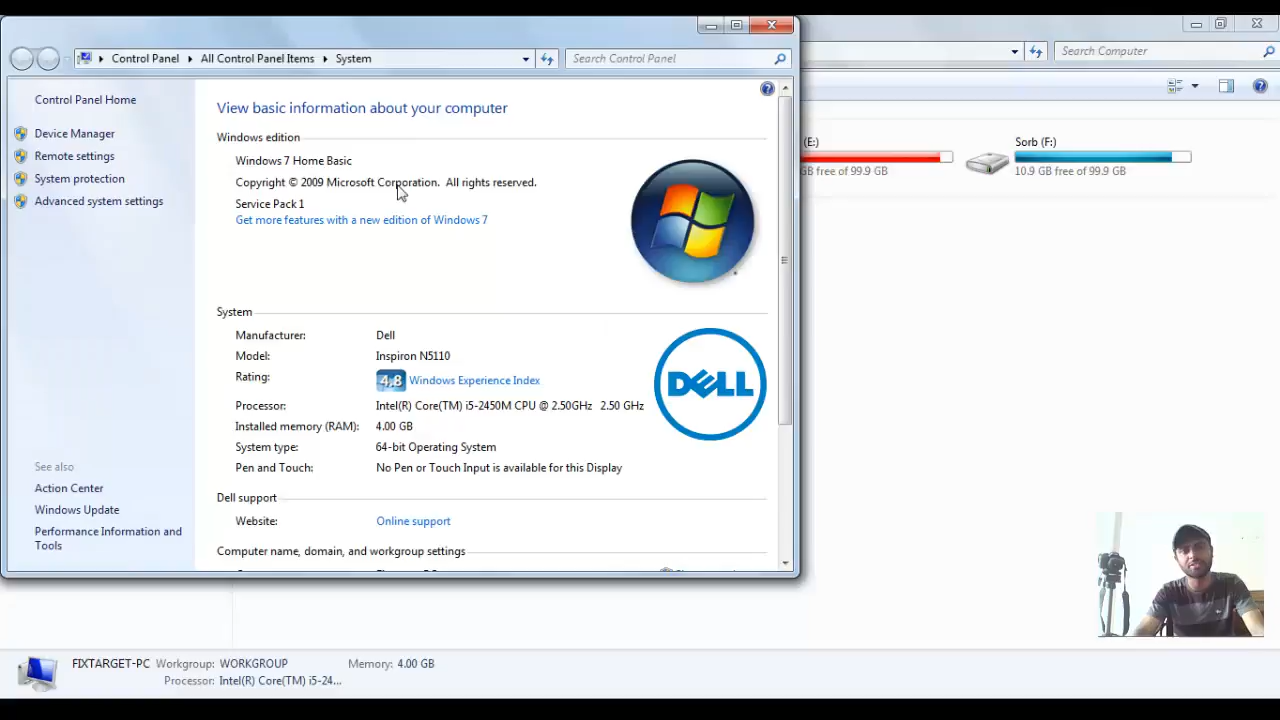 Control Panel All Control Panel Items System
Search Control Panel
Search Computer
Control Panel Home
Device Manager
Remote settings
System protection
Advanced system settings
See also
Action Center
Windows Update
Performance Information and
Tools
View basic information about your computer
Windows edition
Windows 7 Home Basic
Copyright © 2009 Microsoft Corporation. All rights reserved.
Service Pack 1
Get more features with a new edition of Windows 7
System
Manufacturer: Dell
Model: Inspiron N5110
Rating: 4.8 Windows Experience Index
Processor: Intel(R) Core(TM) i5-2450M CPU @ 2.50GHz 2.50 GHz
Installed memory (RAM): 4.00 GB
System type: 64-bit Operating System
Pen and Touch: No Pen or Touch Input is available for this Display
DELL
Dell support
Website: Online support
Computer name, domain, and workgroup settings
(E:)
GB free of 99.9 GB
Sorb (F:)
10.9 GB free of 99.9 GB
FIXTARGET-PC Workgroup: WORKGROUP Memory: 4.00 GB
Processor: Intel(R) Core(TM) i5-24...